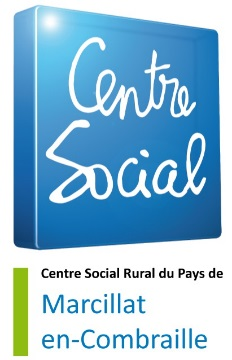 Centre
Social
Centre Social Rural du Pays de
Marcillat
en-Combraille